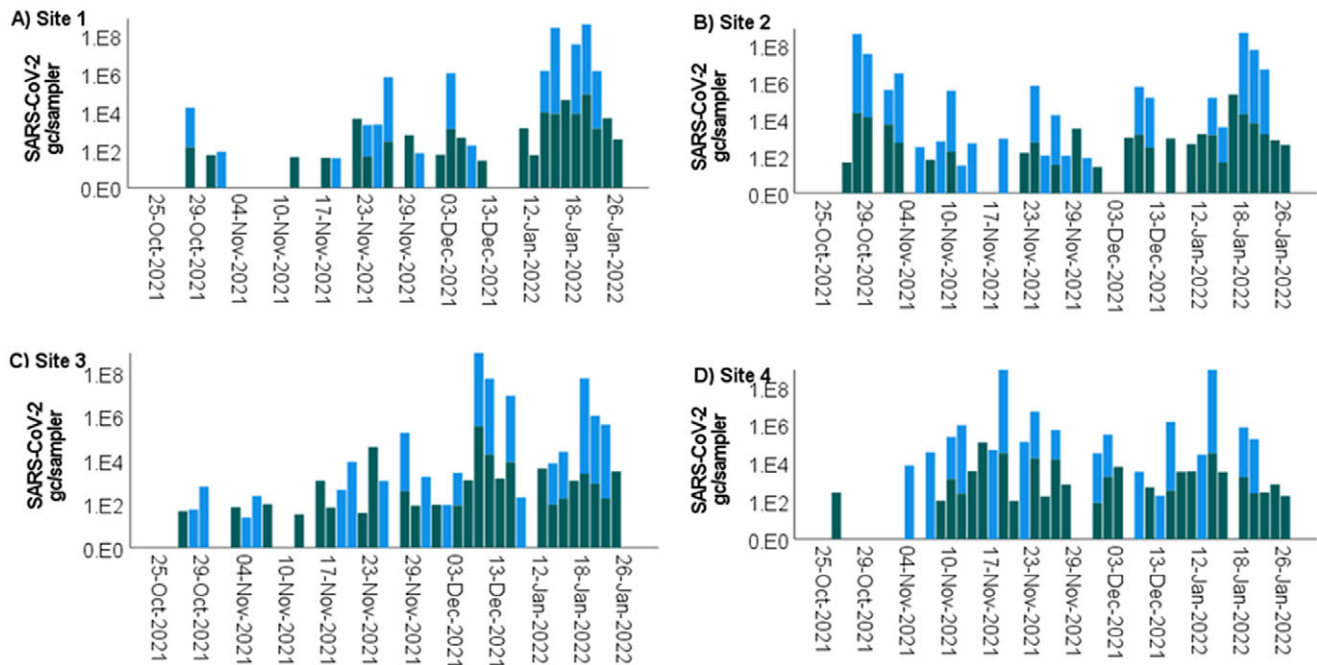 A) Site 1
SARS-CoV-2
gc/sampler
1.E8
1.E6
1.E4
1.E2
0.E0
25-Oct-2021
29-Oct-2021
04-Nov-2021
10-Nov-2021
17-Nov-2021
23-Nov-2021
29-Nov-2021
03-Dec-2021
13-Dec-2021
12-Jan-2022
18-Jan-2022
26-Jan-2022
B) Site 2
SARS-CoV-2
gc/sampler
1.E8
1.E6
1.E4
1.E2
0.E0
25-Oct-2021
29-Oct-2021
04-Nov-2021
10-Nov-2021
17-Nov-2021
23-Nov-2021
29-Nov-2021
03-Dec-2021
13-Dec-2021
12-Jan-2022
18-Jan-2022
26-Jan-2022
C) Site 3
SARS-CoV-2
gc/sampler
1.E8
1.E6
1.E4
1.E2
0.E0
25-Oct-2021
29-Oct-2021
04-Nov-2021
10-Nov-2021
17-Nov-2021
23-Nov-2021
29-Nov-2021
03-Dec-2021
13-Dec-2021
12-Jan-2022
18-Jan-2022
26-Jan-2022
D) Site 4
SARS-CoV-2
gc/sampler
1.E8
1.E6
1.E4
1.E2
0.E0
25-Oct-2021
29-Oct-2021
04-Nov-2021
10-Nov-2021
17-Nov-2021
23-Nov-2021
29-Nov-2021
03-Dec-2021
13-Dec-2021
12-Jan-2022
18-Jan-2022
26-Jan-2022